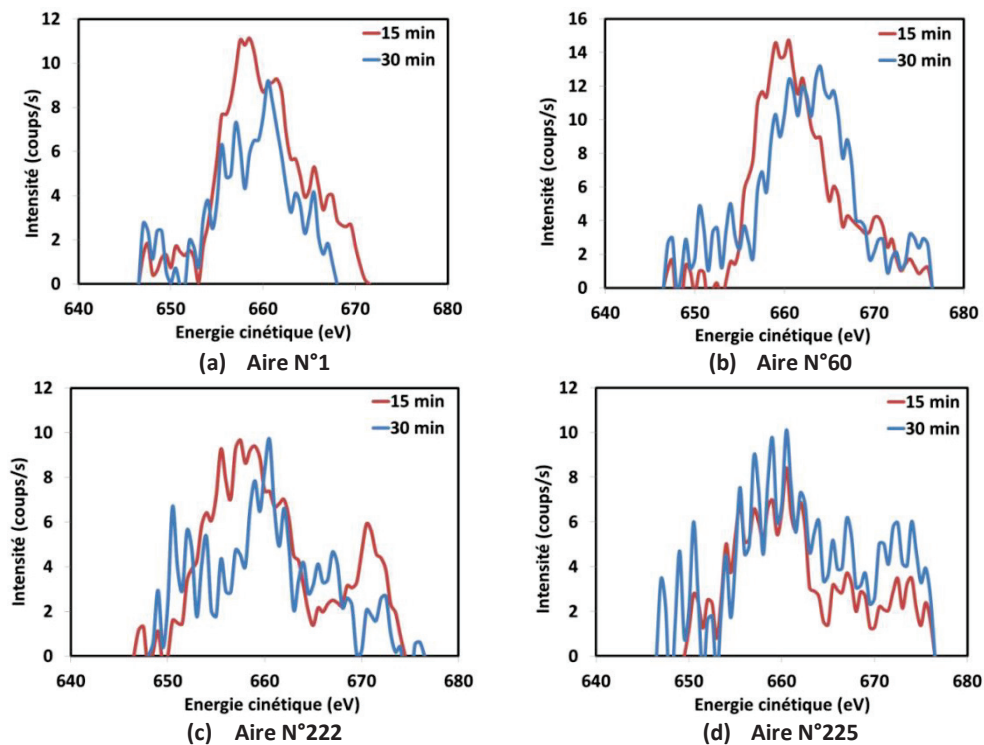 12
10
8
6
4
2
0
Intensité (coups/s)
15 min
30 min
640 650 660 670 680
Energie cinétique (eV)
(a) Aire N°1
16
14
12
10
8
6
4
2
0
Intensité (coups/s)
15 min
30 min
640 650 660 670 680
Energie cinétique (eV)
(b) Aire N°60
12
10
8
6
4
2
0
Intensité (coups/s)
15 min
30 min
640 650 660 670 680
Energie cinétique (eV)
(c) Aire N°222
12
10
8
6
4
2
0
Intensité (coups/s)
15 min
30 min
640 650 660 670 680
Energie cinétique (eV)
(d) Aire N°225